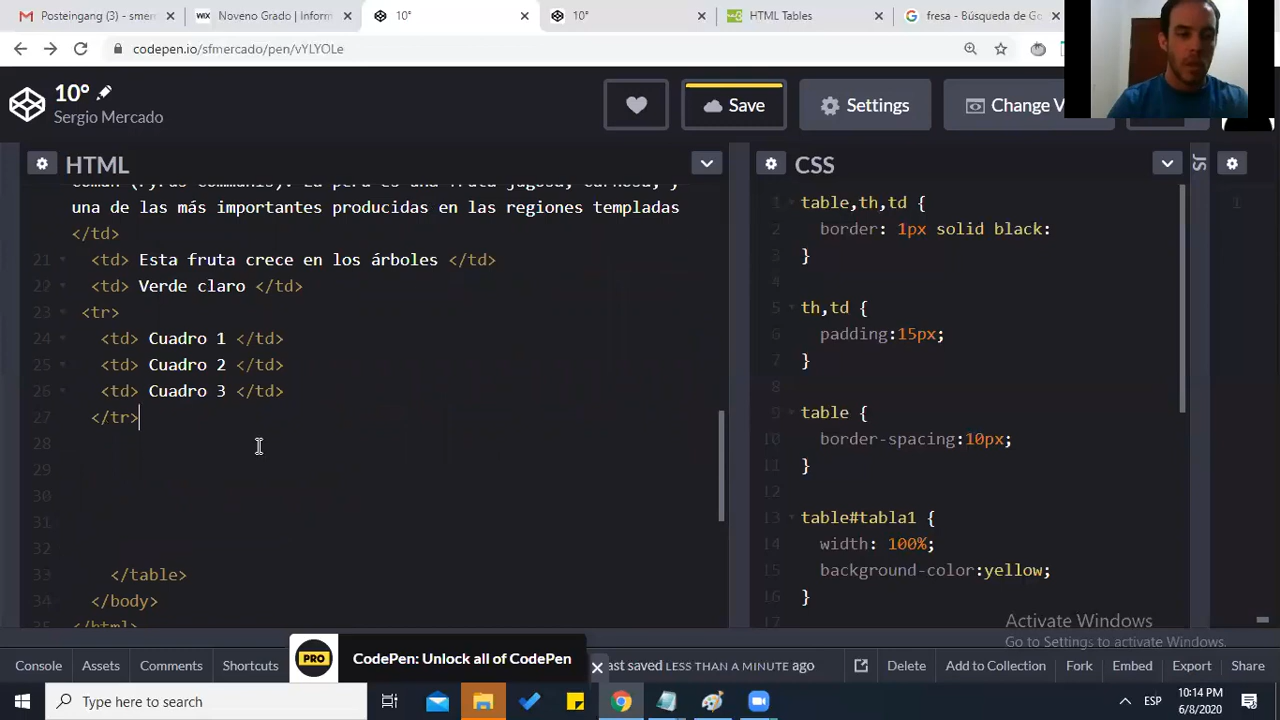 Posteingang (3) - smer
Noveno Grado | Inform
10°
10°
HTML Tables
fresa - Búsqueda de Go
codepen.io/sfmercado/pen/vYLYOLe
10°
Sergio Mercado
Save
Settings
Change V
HTML
CSS
JS
una de las más importantes producidas en las regiones templadas
</td>
21 <td> Esta fruta crece en los árboles </td>
22 <td> Verde claro </td>
23 <tr>
24 <td> Cuadro 1 </td>
25 <td> Cuadro 2 </td>
26 <td> Cuadro 3 </td>
27 </tr>
28
29
30
31
32
33 </table>
34 </body>
35 </html>
1 table,th,td {
2 border: 1px solid black:
3 }
4
5 th,td {
6 padding:15px;
7 }
8
9 table {
10 border-spacing:10px;
11 }
12
13 table#tabla1 {
14 width: 100%;
15 background-color:yellow;
16 }
17
1
Activate Windows
Go to Settings to activate Windows.
PRO
CodePen: Unlock all of CodePen
Console
Assets
Comments
Shortcuts
ast saved LESS THAN A MINUTE ago
Delete
Add to Collection
Fork
Embed
Export
Share
Type here to search
ESP
10:14 PM
6/8/2020